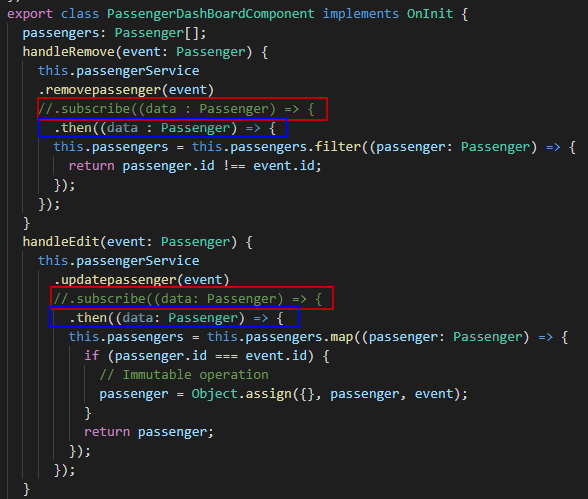 export class PassengerDashBoardComponent implements OnInit {
passengers: Passenger[];
handleRemove(event: Passenger) {
this.passengerService
.removepassenger(event)
//.subscribe((data : Passenger) => {
.then((data : Passenger) => {
this.passengers = this.passengers.filter((passenger: Passenger) => {
return passenger.id !== event.id;
});
});
}
handleEdit(event: Passenger) {
this.passengerService
.updatepassenger(event)
//.subscribe((data: Passenger) => {
.then((data: Passenger) => {
this.passengers = this.passengers.map((passenger: Passenger) => {
if (passenger.id === event.id) {
// Immutable operation
passenger = Object.assign({}, passenger, event);
}
return passenger;
});
});
}